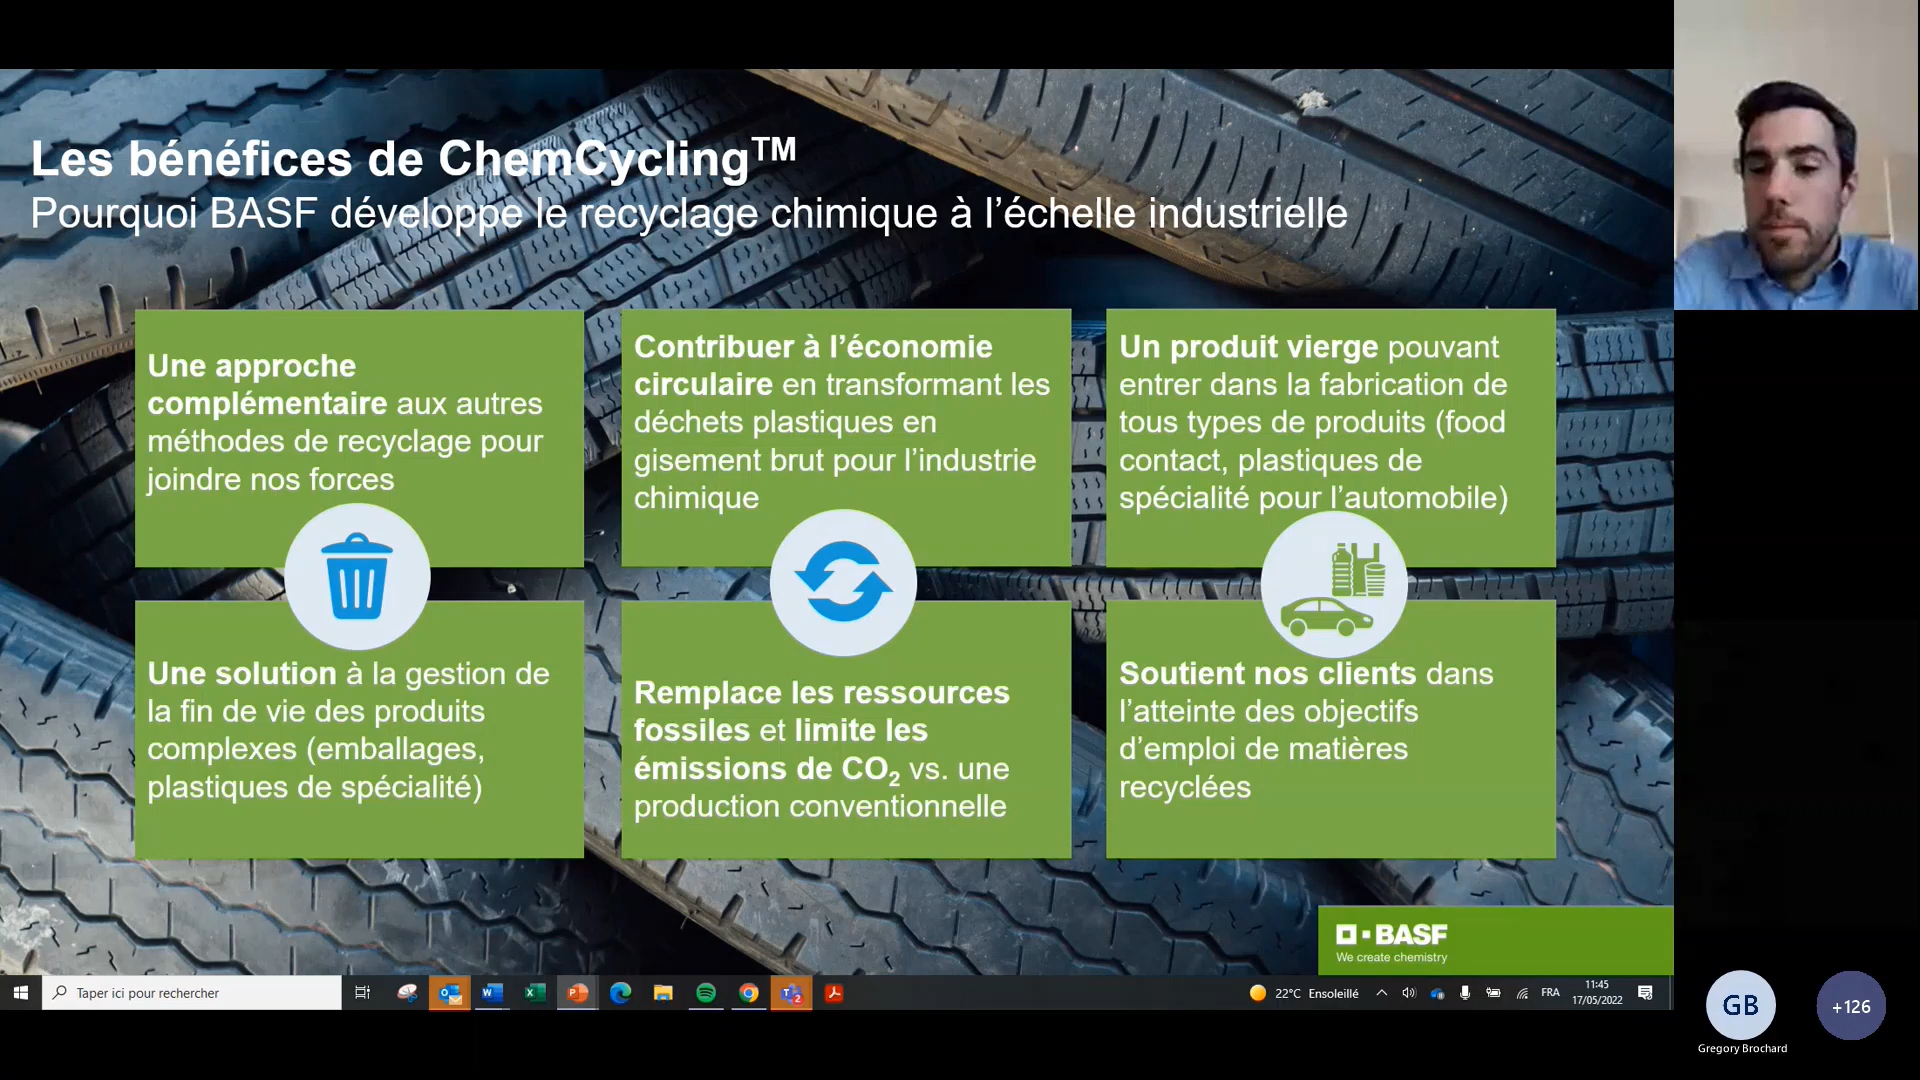 Les bénéfices de ChemCycling™
Pourquoi BASF développe le recyclage chimique à l’échelle industrielle
Une approche
complémentaire aux autres
méthodes de recyclage pour
joindre nos forces
Contribuer à l’économie
circulaire en transformant les
déchets plastiques en
gisement brut pour l’industrie
chimique
Un produit vierge pouvant
entrer dans la fabrication de
tous types de produits (food
contact, plastiques de
spécialité pour l’automobile)
Une solution à la gestion de
la fin de vie des produits
complexes (emballages,
plastiques de spécialité)
Remplace les ressources
fossiles et limite les
émissions de CO₂ vs. une
production conventionnelle
Soutient nos clients dans
l’atteinte des objectifs
d’emploi de matières
recyclées
BASF
We create chemistry
Taper ici pour rechercher
22°C Ensoleillé
FRA
11:45
17/05/2022
GB
Gregory Brochard
+126